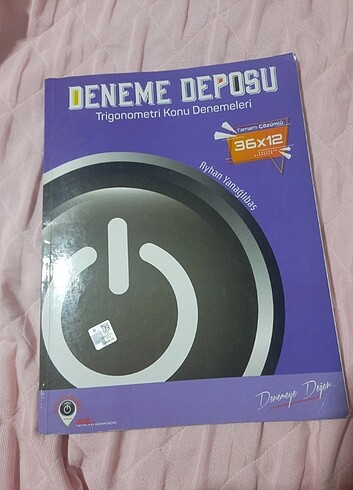 DENEME DEPOSU
Trigonometri Konu Denemeleri
Tamamı Çözümlü
36x12
Ayhan Yanağlıbaş
Denemeye Değer...